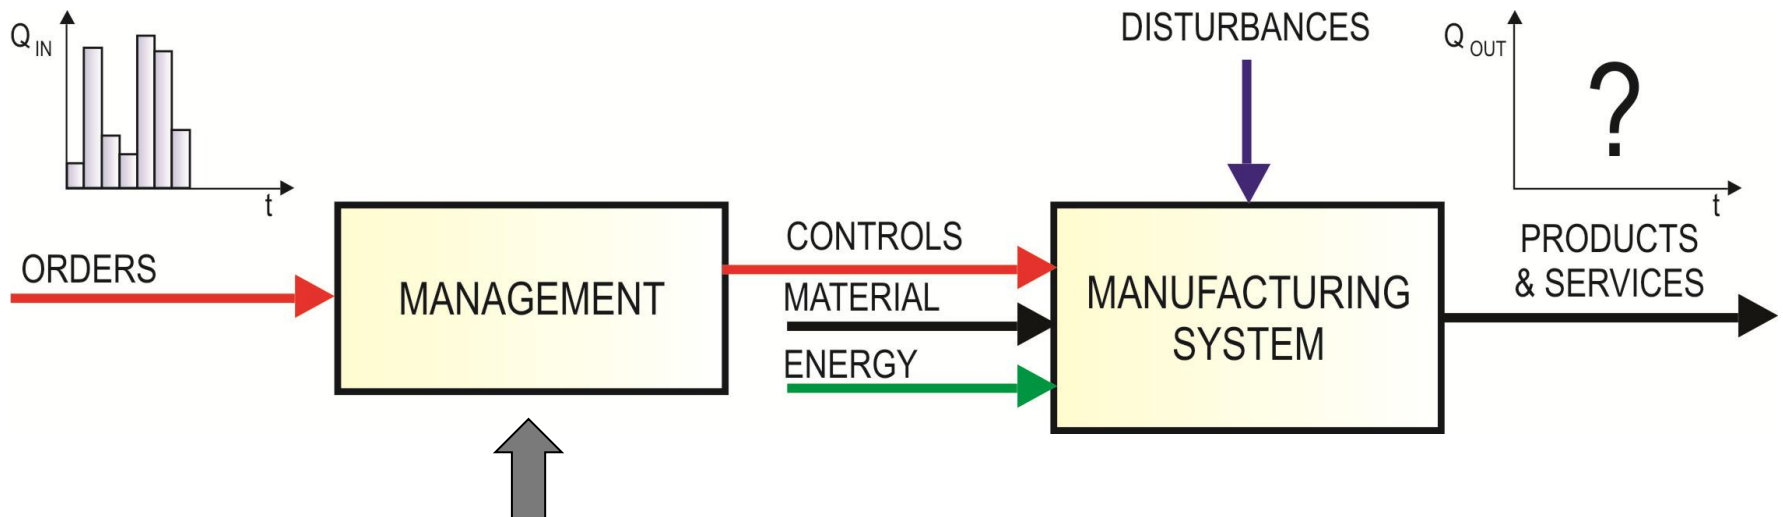 Q IN
t
ORDERS
MANAGEMENT
CONTROLS
MATERIAL
ENERGY
DISTURBANCES
MANUFACTURING
SYSTEM
Q OUT
?
t
PRODUCTS
& SERVICES